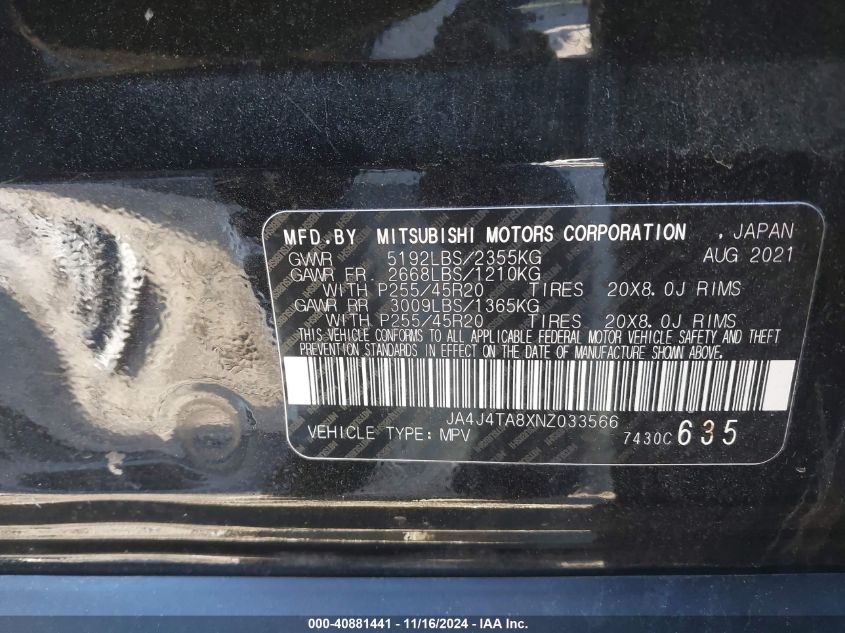 MFD.BY MITSUBISHI MOTORS CORPORATION , JAPAN
GVWR 5192LBS/2355KG AUG 2021
GAWR FR. 2668LBS/1210KG
WITH P255/45R20 TIRES 20X8.0J RIMS
GAWR RR 3009LBS/1365KG
WITH P255/45R20 TIRES 20X8.0J RIMS
THIS VEHICLE CONFORMS TO ALL APPLICABLE FEDERAL MOTOR VEHICLE SAFETY AND THEFT
PREVENTION STANDARDS IN EFFECT ON THE DATE OF MANUFACTURE SHOWN ABOVE.
JA4J4TA8XNZ033566
VEHICLE TYPE: MPV 7430C 635
000-40881441 - 11/16/2024 - IAA Inc.